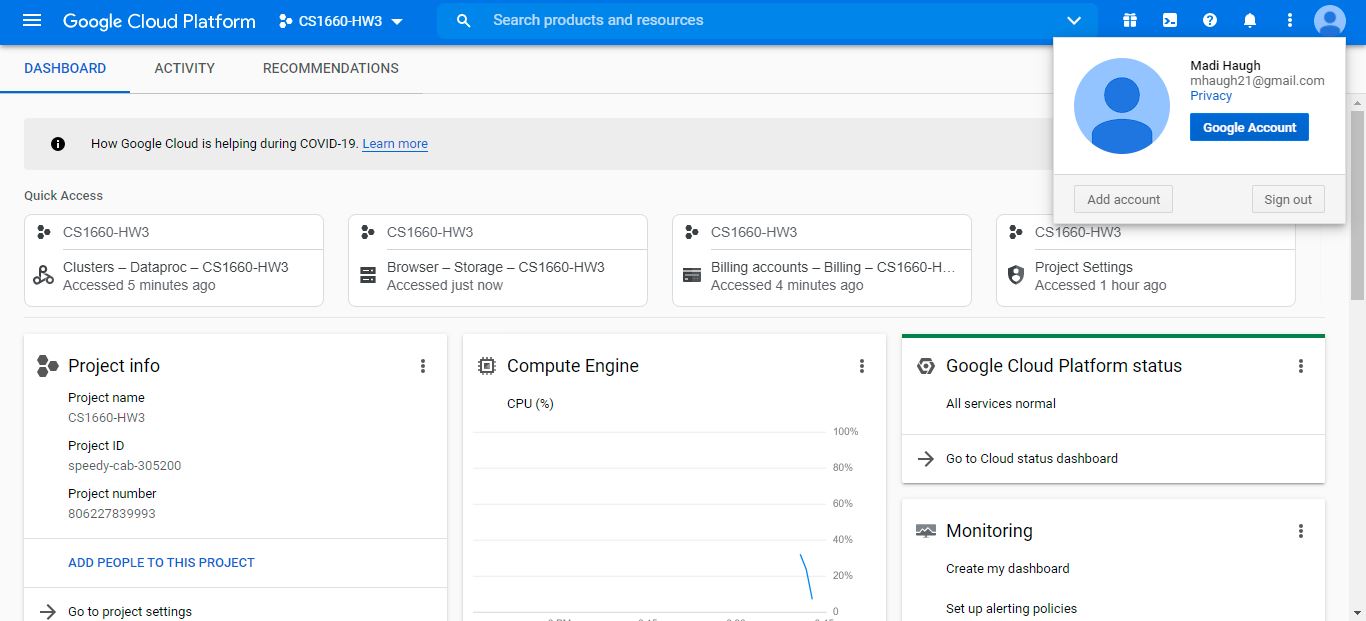 Google Cloud Platform
CS1660-HW3
Search products and resources
DASHBOARD
ACTIVITY
RECOMMENDATIONS
Madi Haugh
mhaugh21@gmail.com
Privacy
Google Account
Add account
Sign out
How Google Cloud is helping during COVID-19. Learn more
Quick Access
CS1660-HW3
Clusters – Dataproc – CS1660-HW3
Accessed 5 minutes ago
CS1660-HW3
Browser – Storage – CS1660-HW3
Accessed just now
CS1660-HW3
Billing accounts – Billing – CS1660-H…
Accessed 4 minutes ago
CS1660-HW3
Project Settings
Accessed 1 hour ago
Project info
Project name
CS1660-HW3
Project ID
speedy-cab-305200
Project number
806227839993
ADD PEOPLE TO THIS PROJECT
Go to project settings
Compute Engine
CPU (%)
100%
80%
60%
40%
20%
0
Google Cloud Platform status
All services normal
Go to Cloud status dashboard
Monitoring
Create my dashboard
Set up alerting policies